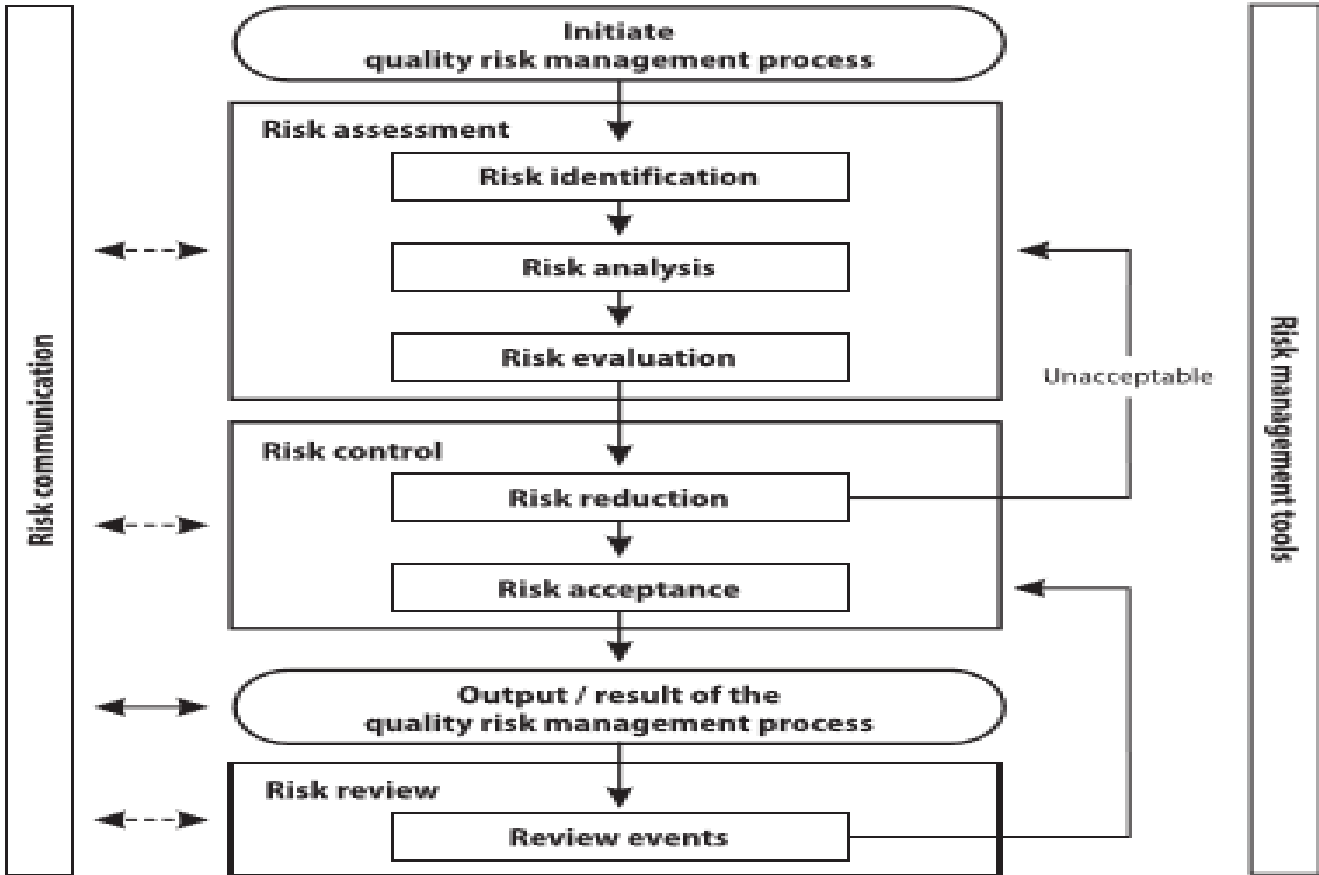 Initiate
quality risk management process
Risk assessment
Risk identification
Risk analysis
Risk evaluation
Unacceptable
Risk control
Risk reduction
Risk acceptance
Output / result of the
quality risk management process
Risk review
Review events
Risk communication
Risk management tools